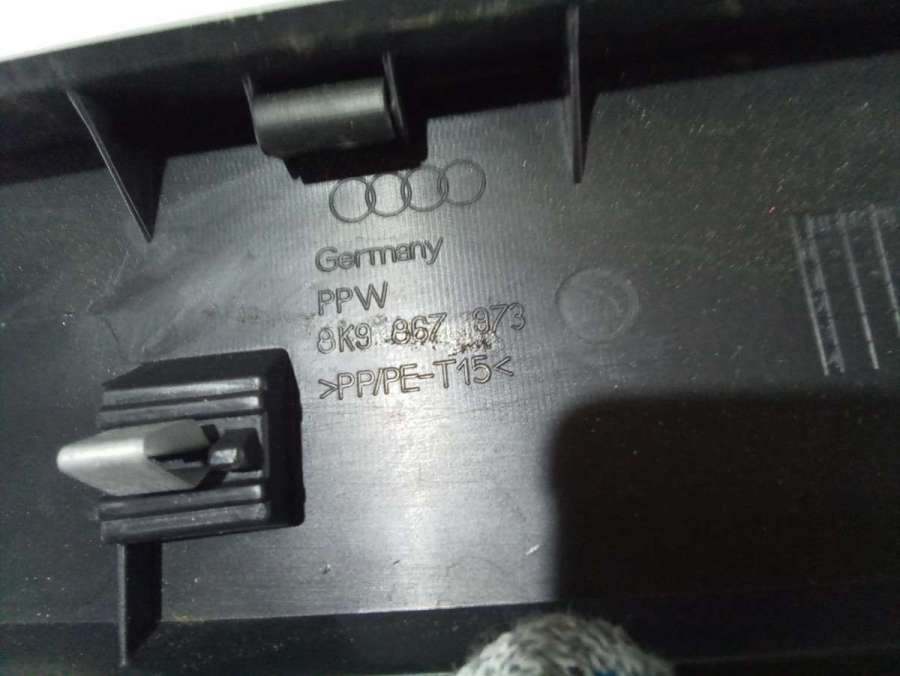 Germany
PPW
8K9 867 973
>PP/PE-T15<